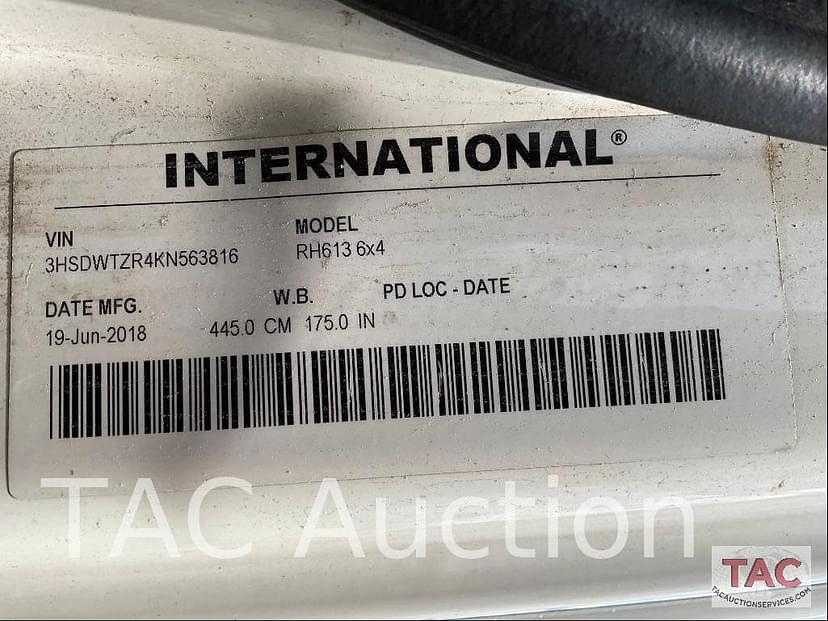 INTERNATIONAL®
VIN
3HSDWTZR4KN563816
MODEL
RH613 6x4
DATE MFG.
19-Jun-2018
W.B.
445.0 CM 175.0 IN
PD LOC - DATE
TAC Auction
TAC
TACAUCTIONSERVICES.COM